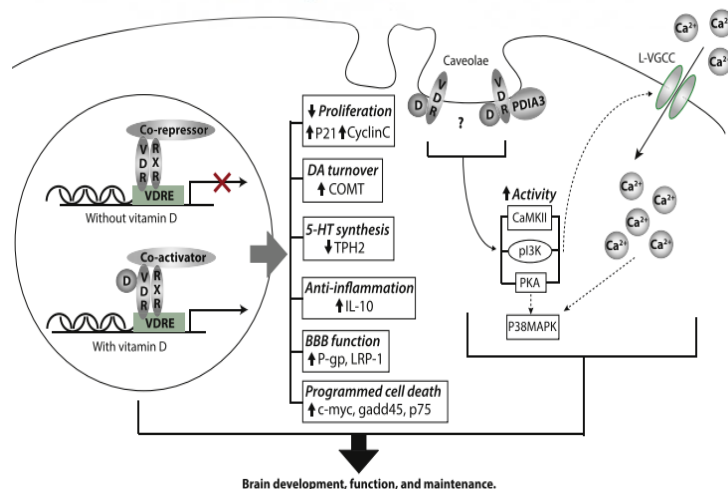 Ca²⁺
Ca²⁺
Ca²⁺
Ca²⁺
L-VGCC
Caveolae
VDR
D
VDR
D
PDIA3
?
Co-repressor
VDR
RXR
VDRE
Without vitamin D
Co-activator
D
VDR
RXR
VDRE
With vitamin D
Proliferation
P21 CyclinC
DA turnover
COMT
5-HT synthesis
TPH2
Anti-inflammation
IL-10
BBB function
P-gp, LRP-1
Programmed cell death
c-myc, gadd45, p75
Activity
CaMKII
pI3K
PKA
P38MAPK
Ca²⁺
Ca²⁺
Ca²⁺
Ca²⁺
Ca²⁺
Brain development, function, and maintenance.